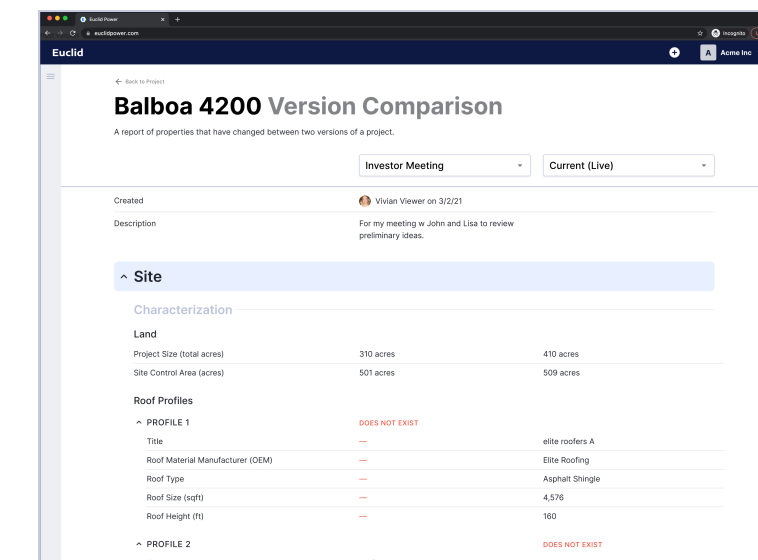 Euclid Power
euclidpower.com
Incognito
Euclid
A Acme Inc
Back to Project
Balboa 4200 Version Comparison
A report of properties that have changed between two versions of a project.
Investor Meeting Current (Live)
Created Vivian Viewer on 3/2/21
Description For my meeting w John and Lisa to review
preliminary ideas.
Site
Characterization
Land
Project Size (total acres) 310 acres 410 acres
Site Control Area (acres) 501 acres 509 acres
Roof Profiles
PROFILE 1 DOES NOT EXIST
Title — elite roofers A
Roof Material Manufacturer (OEM) — Elite Roofing
Roof Type — Asphalt Shingle
Roof Size (sqft) — 4,576
Roof Height (ft) — 160
PROFILE 2 DOES NOT EXIST